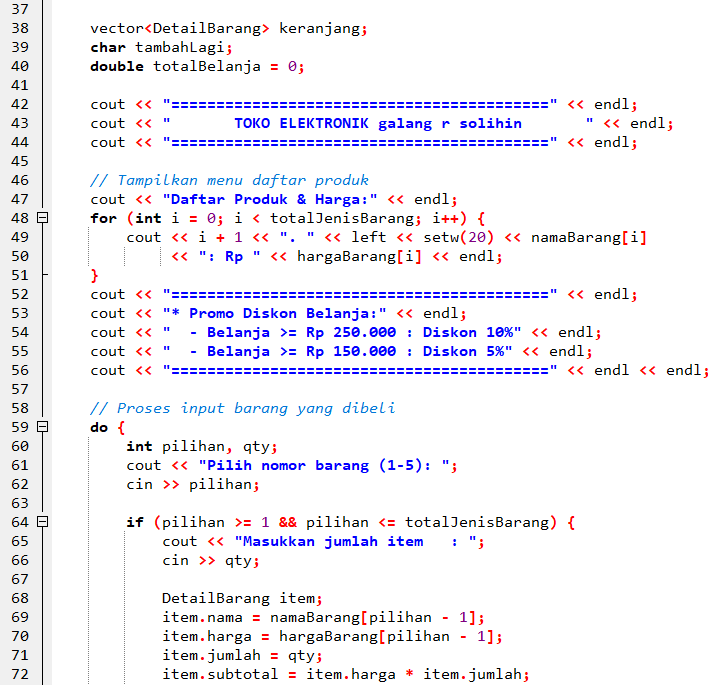 37
38 vector<DetailBarang> keranjang;
39 char tambahLagi;
40 double totalBelanja = 0;
41
42 cout << "==========================================" << endl;
43 cout << "       TOKO ELEKTRONIK galang r solihin       " << endl;
44 cout << "==========================================" << endl;
45
46 // Tampilkan menu daftar produk
47 cout << "Daftar Produk & Harga:" << endl;
48 for (int i = 0; i < totalJenisBarang; i++) {
49 cout << i + 1 << ". " << left << setw(20) << namaBarang[i]
50 << ": Rp " << hargaBarang[i] << endl;
51 }
52 cout << "==========================================" << endl;
53 cout << "* Promo Diskon Belanja:" << endl;
54 cout << "  - Belanja >= Rp 250.000 : Diskon 10%" << endl;
55 cout << "  - Belanja >= Rp 150.000 : Diskon 5%" << endl;
56 cout << "==========================================" << endl << endl;
57
58 // Proses input barang yang dibeli
59 do {
60 int pilihan, qty;
61 cout << "Pilih nomor barang (1-5): ";
62 cin >> pilihan;
63
64 if (pilihan >= 1 && pilihan <= totalJenisBarang) {
65 cout << "Masukkan jumlah item   : ";
66 cin >> qty;
67
68 DetailBarang item;
69 item.nama = namaBarang[pilihan - 1];
70 item.harga = hargaBarang[pilihan - 1];
71 item.jumlah = qty;
72 item.subtotal = item.harga * item.jumlah;